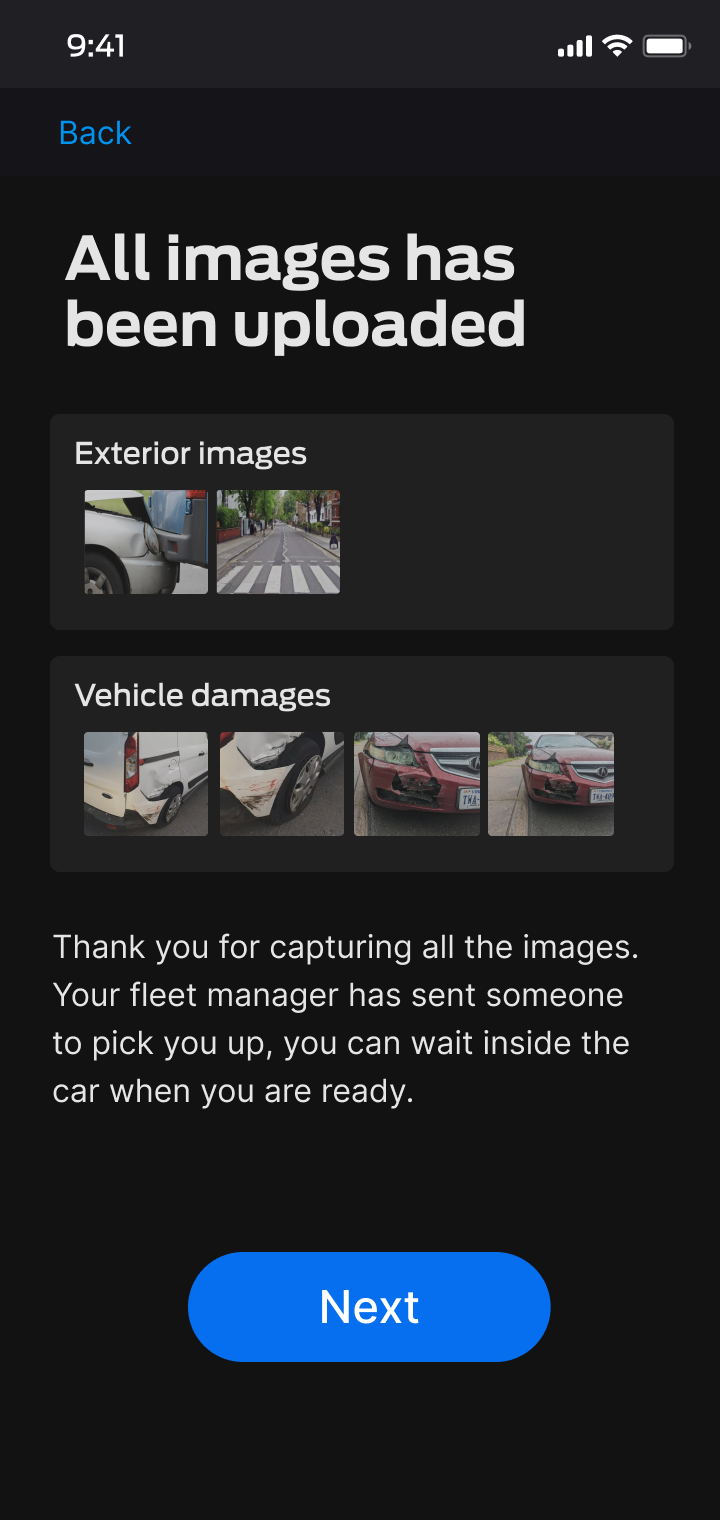 9:41
Back
All images has
been uploaded
Exterior images
Vehicle damages
Thank you for capturing all the images.
Your fleet manager has sent someone
to pick you up, you can wait inside the
car when you are ready.
Next